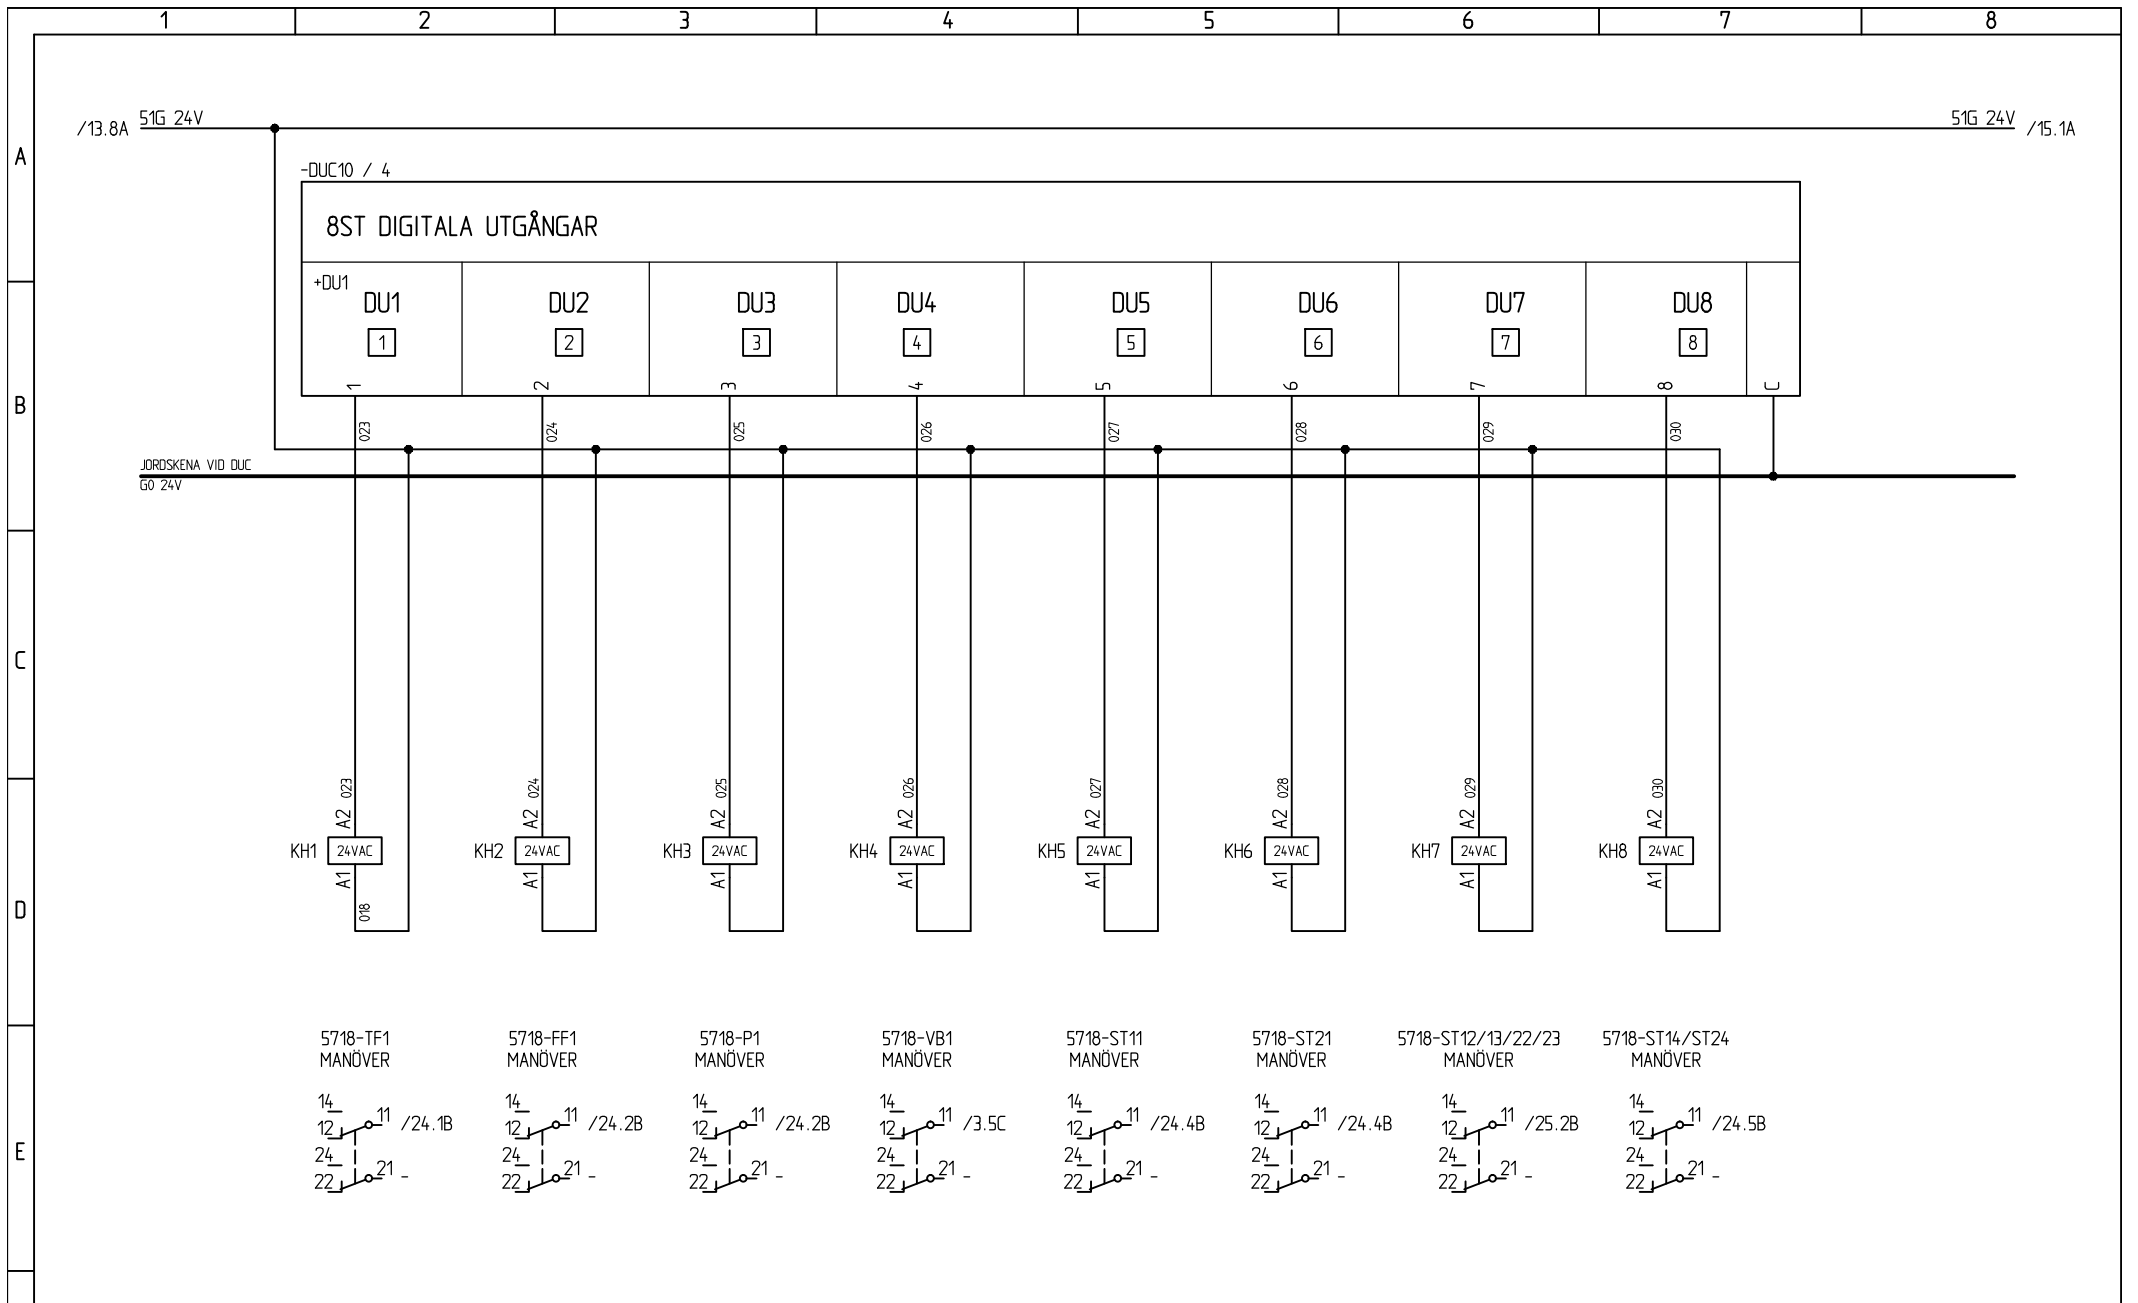 1 2 3 4 5 6 7 8
51G 24V 51G 24V
/13.8A /15.1A
A
-DUC10 / 4
8ST DIGITALA UTGÅNGAR
+DU1
DU1 DU2 DU3 DU4 DU5 DU6 DU7 DU8
1 2 3 4 5 6 7 8
1 2 3 4 5 6 7 8 C
B
023 024 025 026 027 028 029 030
JORDSKENA VID DUC
G0 24V
C
023 024 025 026 027 028 029 030
A2 A2 A2 A2 A2 A2 A2 A2
KH1 24VAC KH2 24VAC KH3 24VAC KH4 24VAC KH5 24VAC KH6 24VAC KH7 24VAC KH8 24VAC
A1 A1 A1 A1 A1 A1 A1 A1
D
018
5718-TF1 5718-FF1 5718-P1 5718-VB1 5718-ST11 5718-ST21 5718-ST12/13/22/23 5718-ST14/ST24
MANÖVER MANÖVER MANÖVER MANÖVER MANÖVER MANÖVER MANÖVER MANÖVER
14 14 14 14 14 14 14 14
11 /24.1B 11 /24.2B 11 /24.2B 11 /3.5C 11 /24.4B 11 /24.4B 11 /25.2B 11 /24.5B
12 12 12 12 12 12 12 12
E
24 24 24 24 24 24 24 24
21 - 21 - 21 - 21 - 21 - 21 - 21 - 21 -
22 22 22 22 22 22 22 22